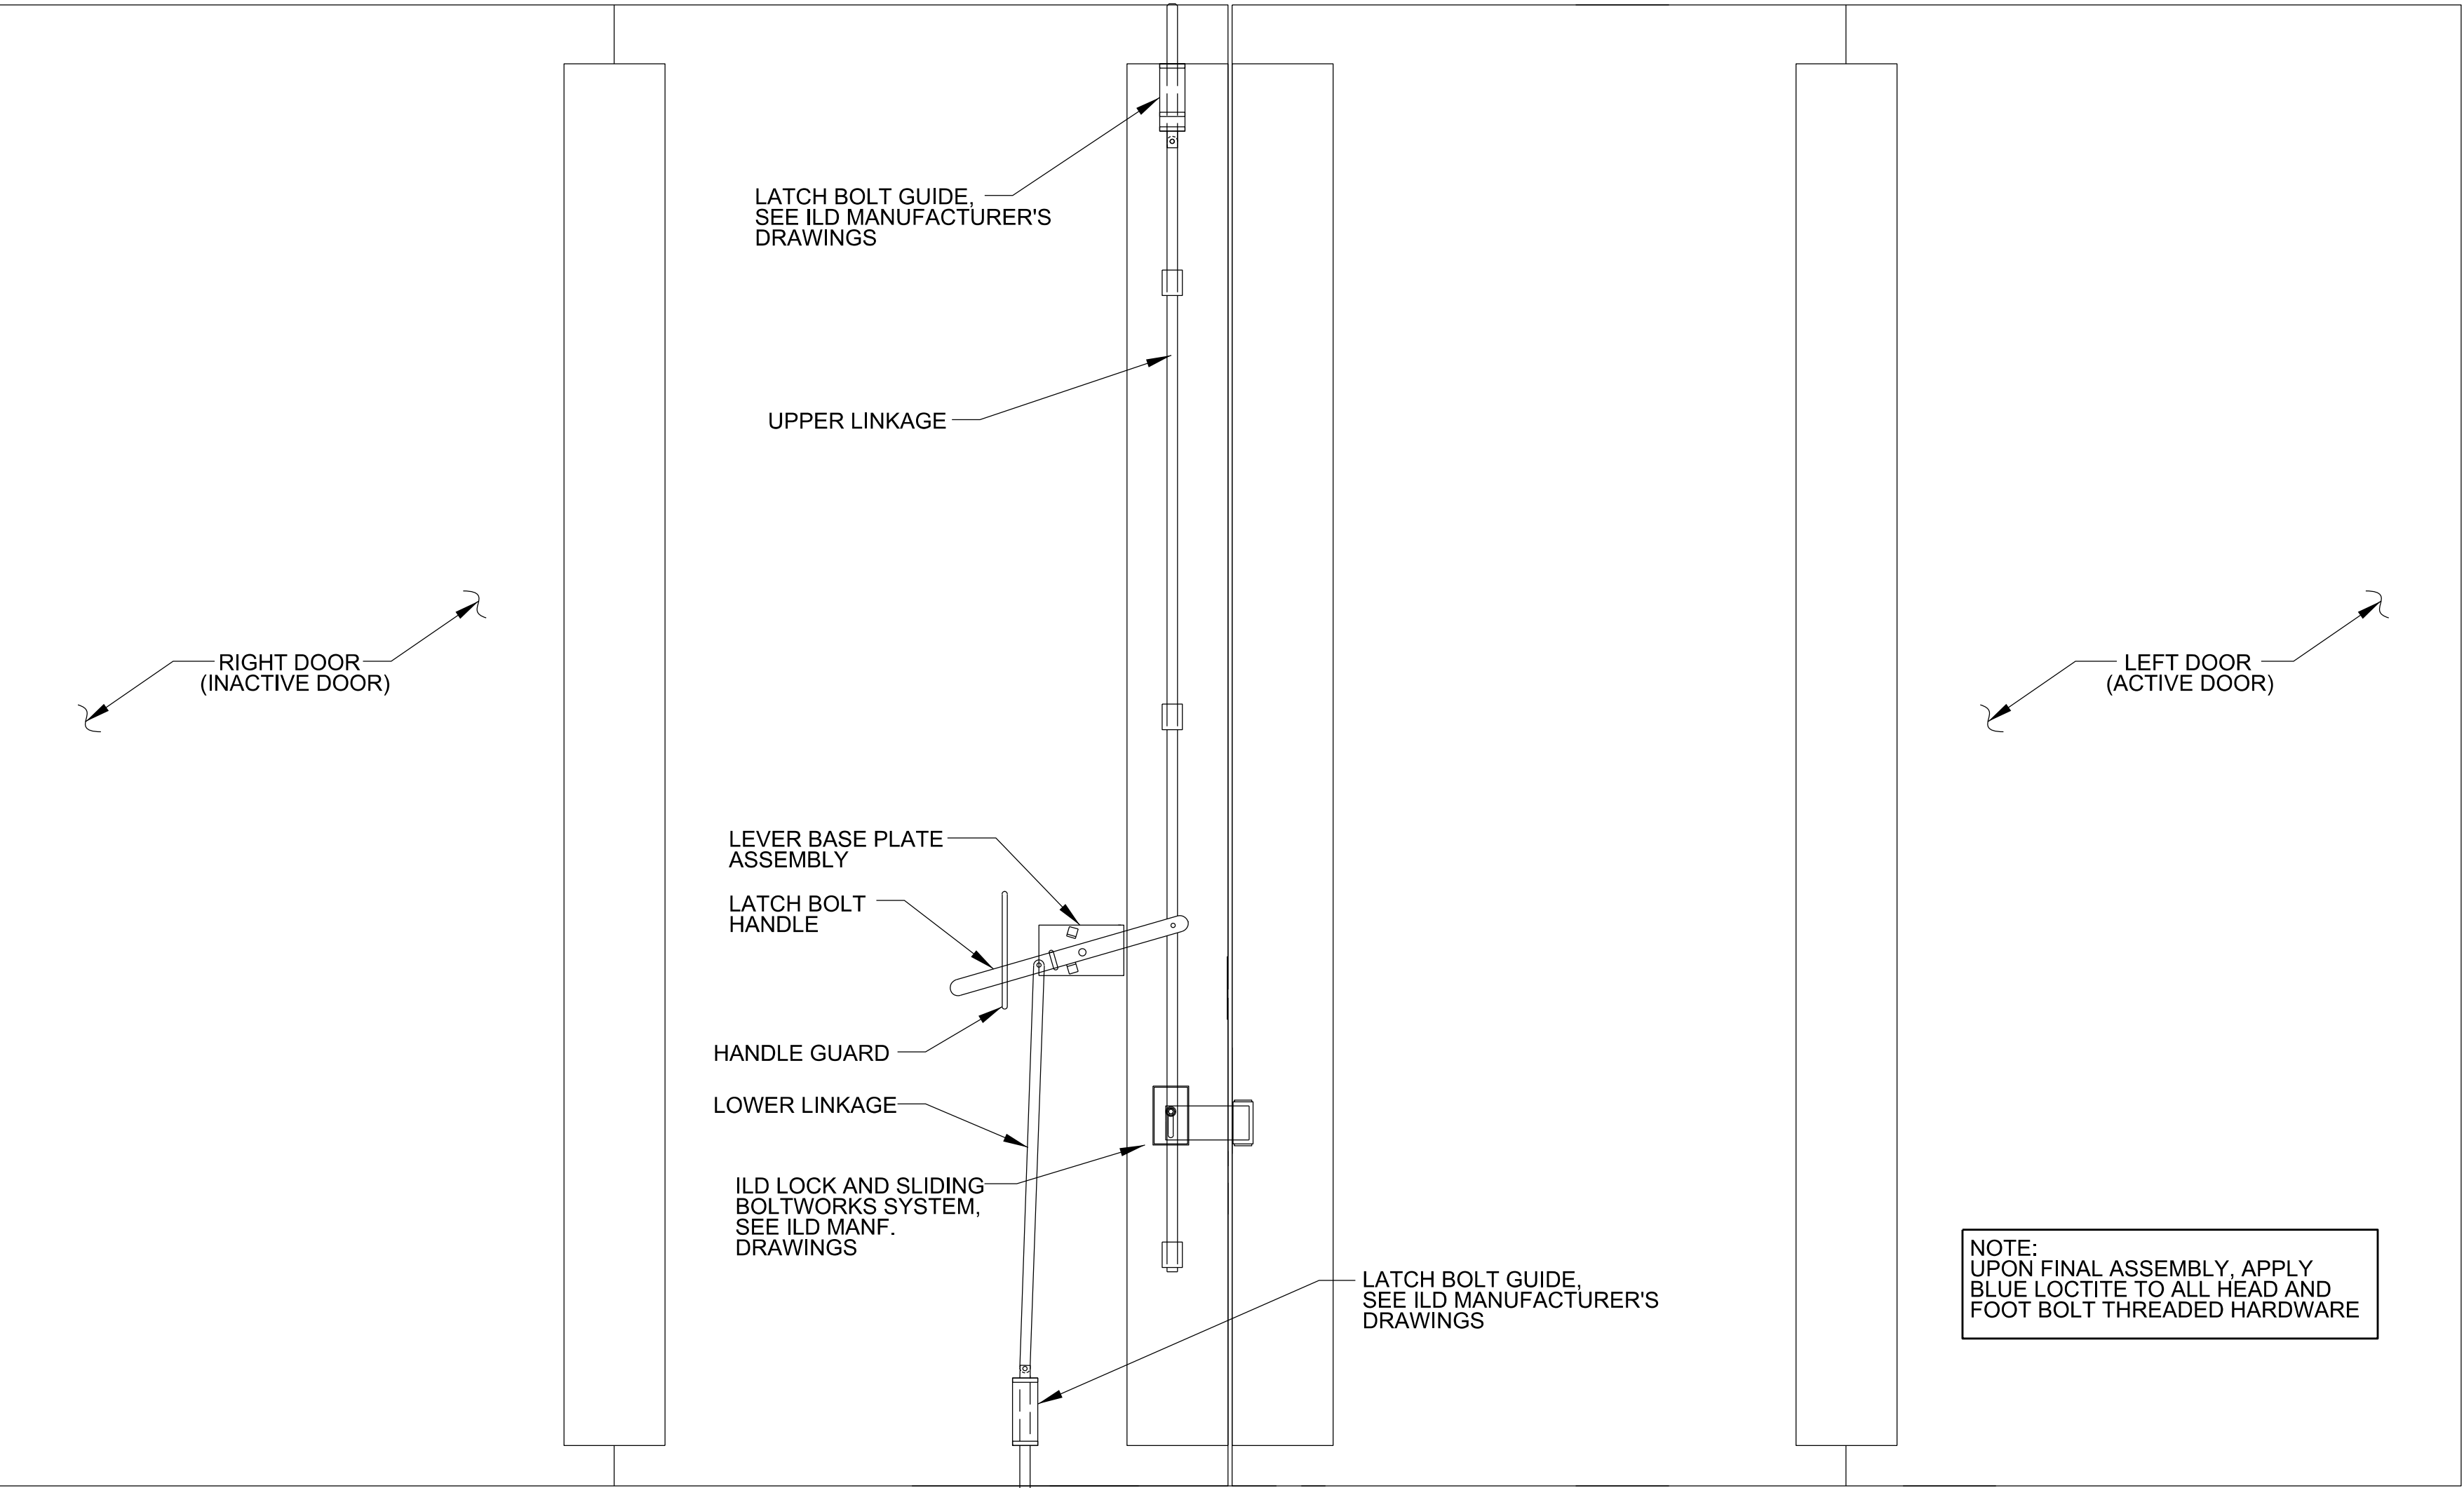 LATCH BOLT GUIDE,
SEE ILD MANUFACTURER'S
DRAWINGS
UPPER LINKAGE
RIGHT DOOR
(INACTIVE DOOR)
LEFT DOOR
(ACTIVE DOOR)
LEVER BASE PLATE
ASSEMBLY
LATCH BOLT
HANDLE
HANDLE GUARD
LOWER LINKAGE
ILD LOCK AND SLIDING
BOLTWORKS SYSTEM,
SEE ILD MANF.
DRAWINGS
LATCH BOLT GUIDE,
SEE ILD MANUFACTURER'S
DRAWINGS
NOTE:
UPON FINAL ASSEMBLY, APPLY
BLUE LOCTITE TO ALL HEAD AND
FOOT BOLT THREADED HARDWARE